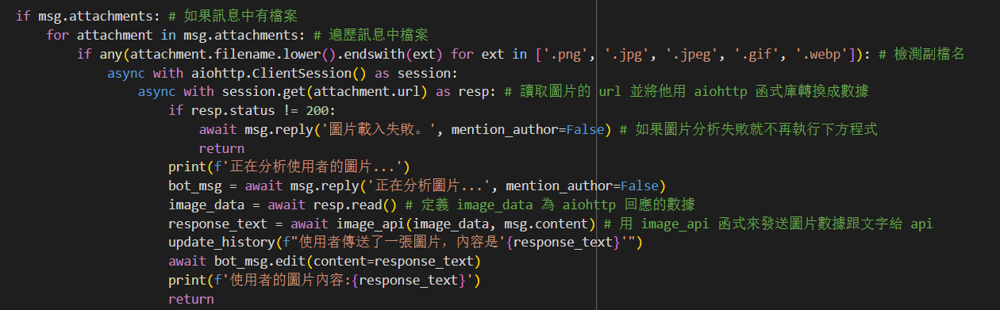 if msg.attachments: # 如果訊息中有檔案
for attachment in msg.attachments: # 遍歷訊息中檔案
if any(attachment.filename.lower().endswith(ext) for ext in ['.png', '.jpg', '.jpeg', '.gif', '.webp']): # 檢測副檔名
async with aiohttp.ClientSession() as session:
async with session.get(attachment.url) as resp: # 讀取圖片的 url 並將他用 aiohttp 函式庫轉換成數據
if resp.status != 200:
await msg.reply('圖片載入失敗。', mention_author=False) # 如果圖片分析失敗就不再執行下方程式
return
print(f'正在分析使用者的圖片...')
bot_msg = await msg.reply('正在分析圖片...', mention_author=False)
image_data = await resp.read() # 定義 image_data 為 aiohttp 回應的數據
response_text = await image_api(image_data, msg.content) # 用 image_api 函式來發送圖片數據跟文字給 api
update_history(f"使用者傳送了一張圖片，內容是'{response_text}'")
await bot_msg.edit(content=response_text)
print(f'使用者的圖片內容:{response_text}')
return